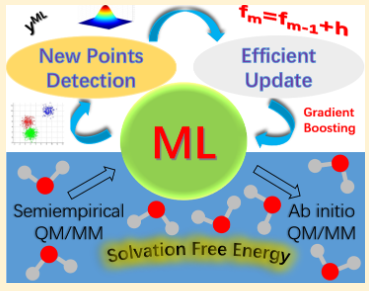 y^ML
f_m=f_{m-1}+h
New Points
Detection
Efficient
Update
Gradient
Boosting
ML
Semiempirical
QM/MM
Ab initio
QM/MM
Solvation Free Energy